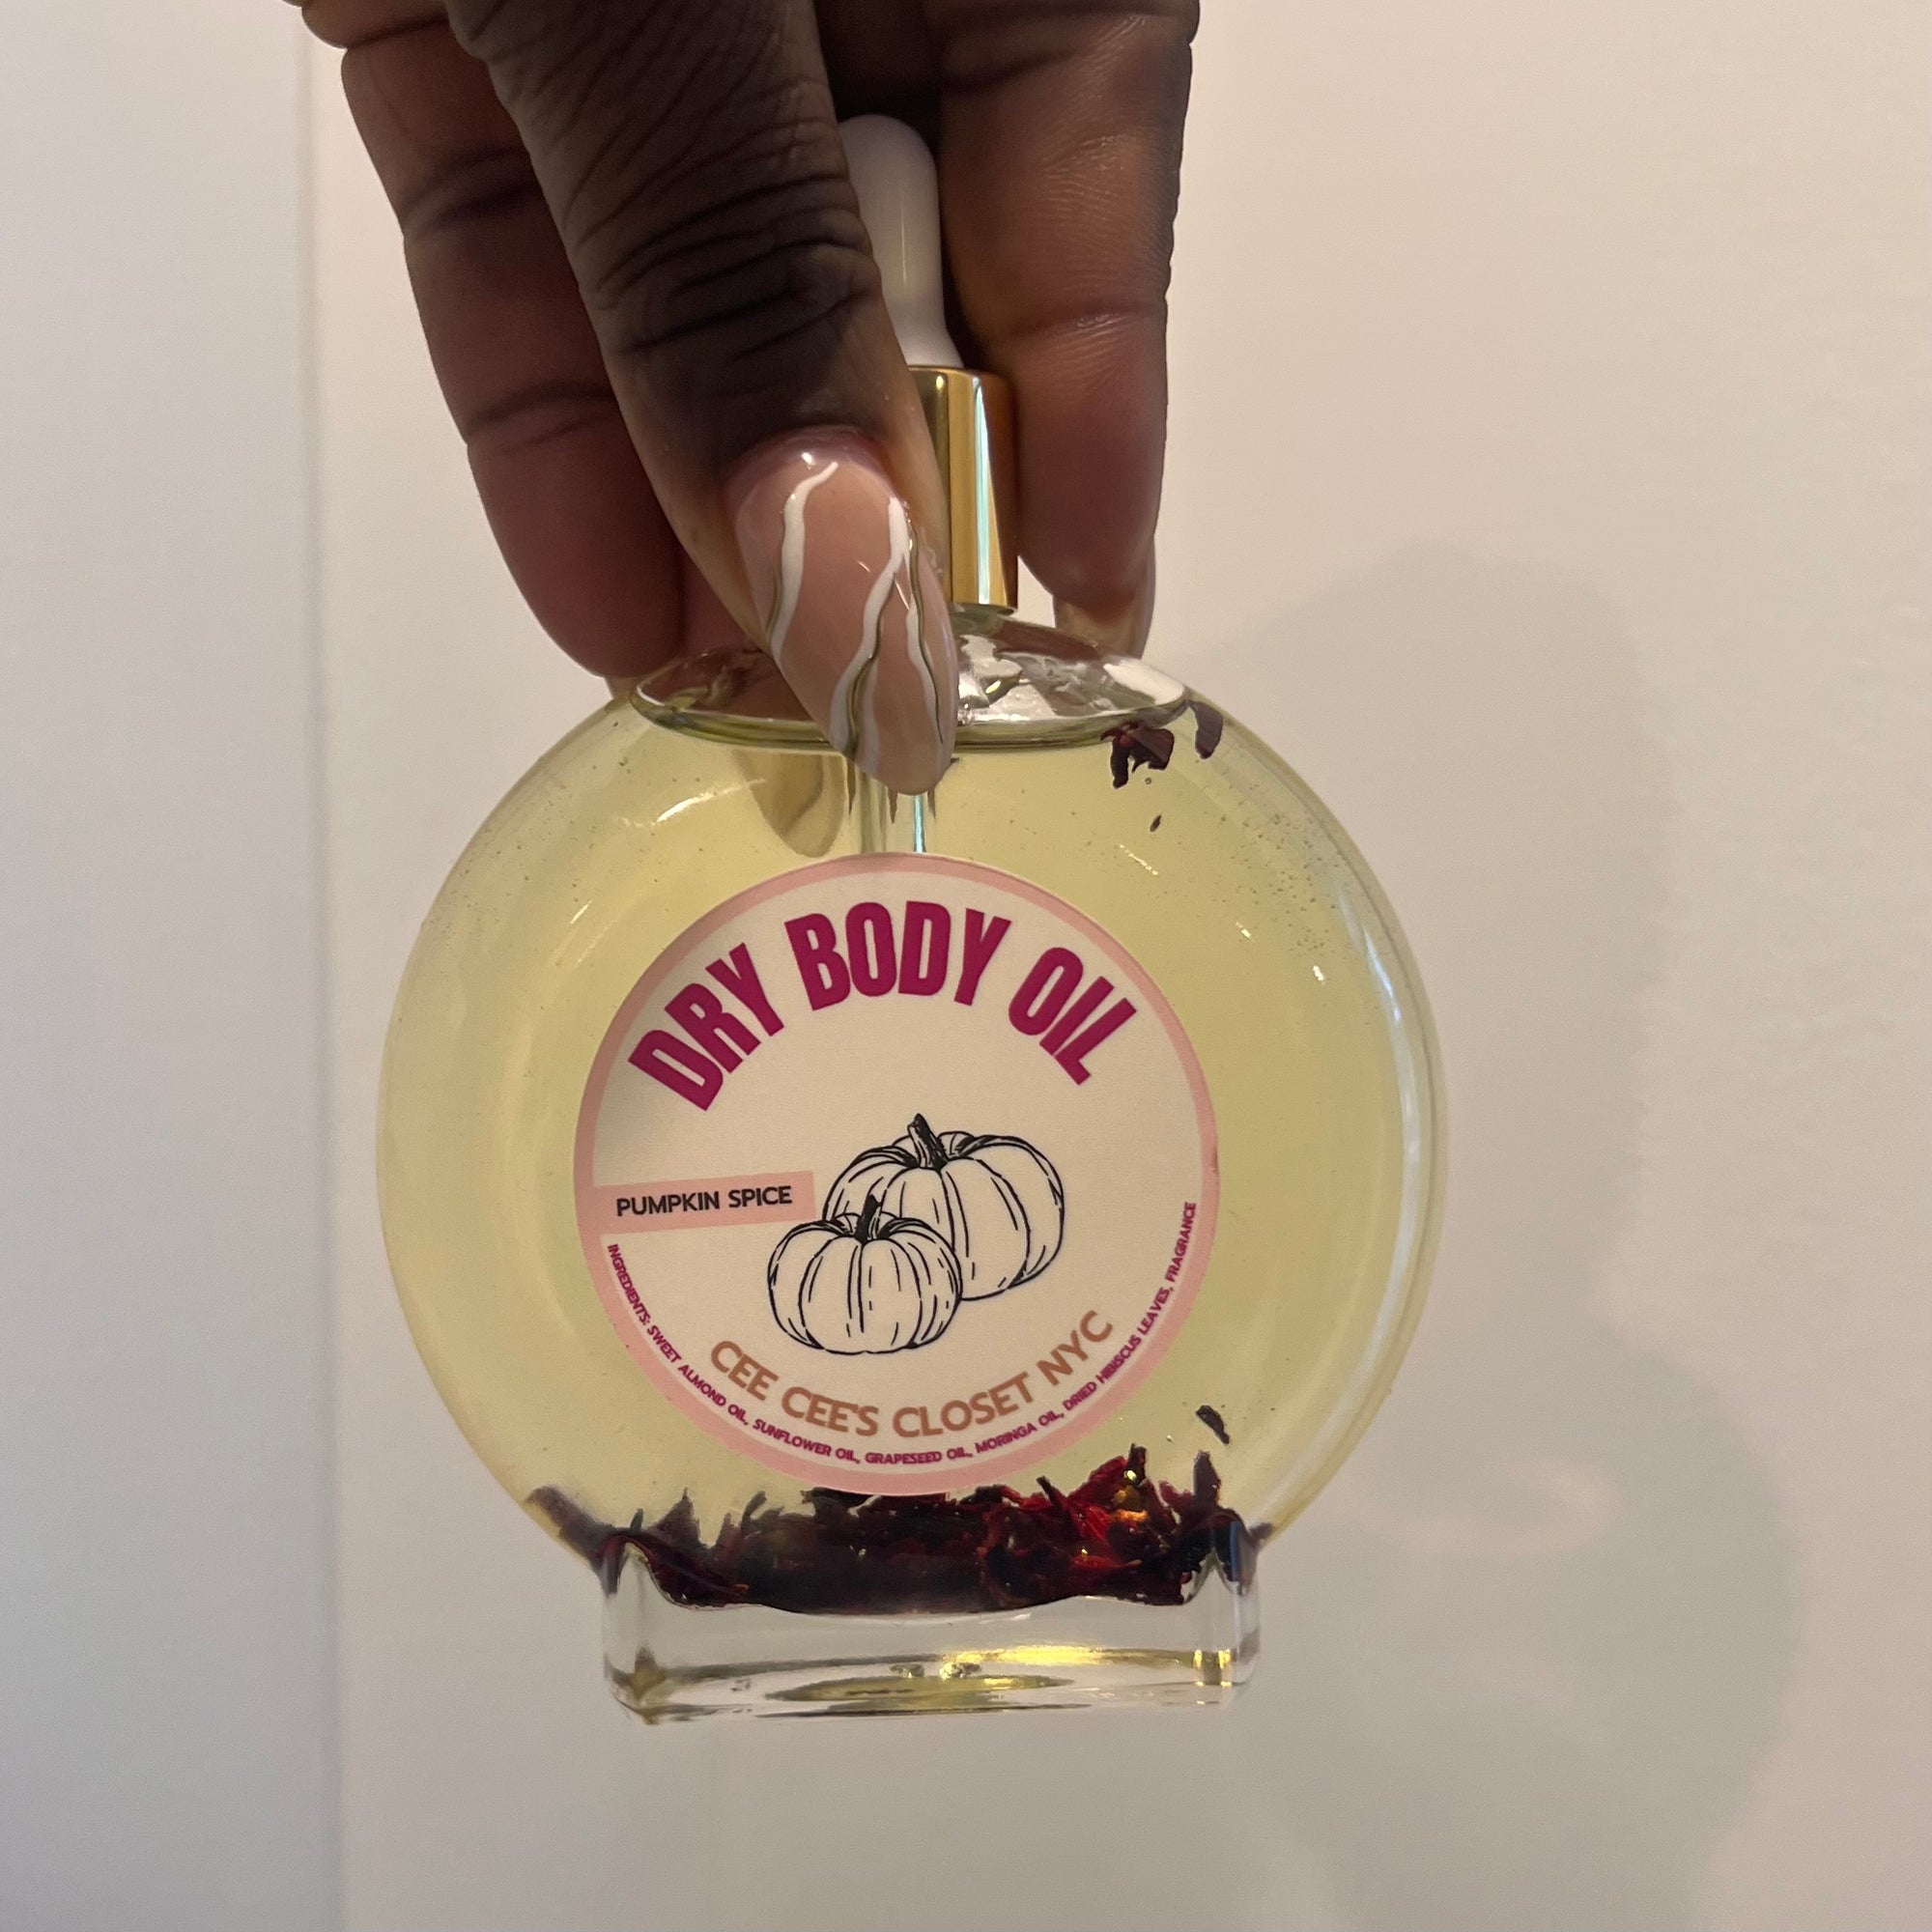 DRY BODY OIL
PUMPKIN SPICE
CEE CEE'S CLOSET NYC
INGREDIENTS: SWEET ALMOND OIL, SUNFLOWER OIL, GRAPESEED OIL, MORINGA OIL, DRIED HIBISCUS LEAVES, FRAGRANCE